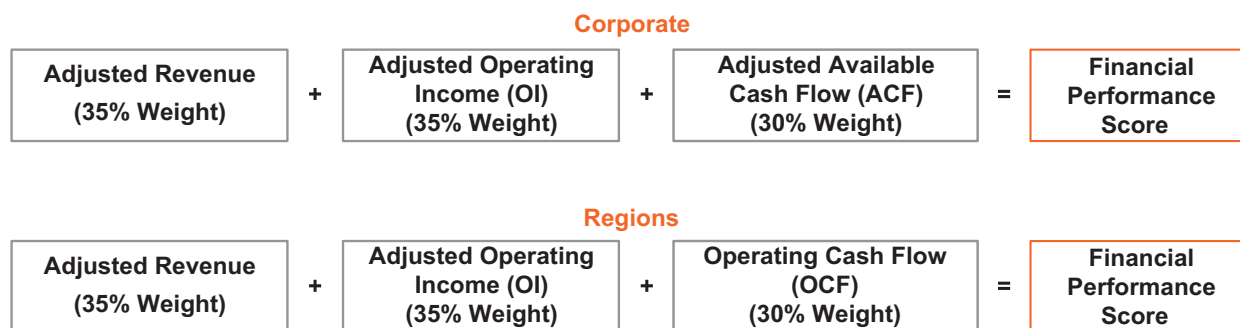 Corporate
Adjusted Revenue
(35% Weight)
+
Adjusted Operating
Income (OI)
(35% Weight)
+
Adjusted Available
Cash Flow (ACF)
(30% Weight)
=
Financial
Performance
Score
Regions
Adjusted Revenue
(35% Weight)
+
Adjusted Operating
Income (OI)
(35% Weight)
+
Operating Cash Flow
(OCF)
(30% Weight)
=
Financial
Performance
Score